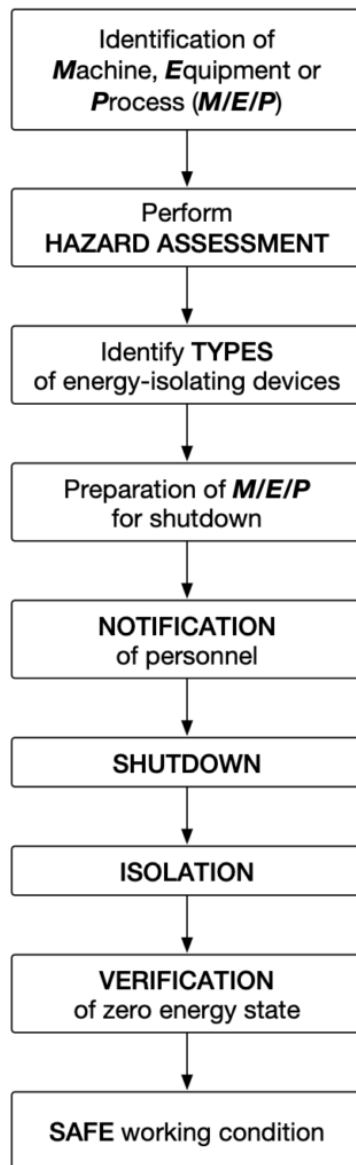 Identification of
Machine, Equipment or
Process (M/E/P)
Perform
HAZARD ASSESSMENT
Identify TYPES
of energy-isolating devices
Preparation of M/E/P
for shutdown
NOTIFICATION
of personnel
SHUTDOWN
ISOLATION
VERIFICATION
of zero energy state
SAFE working condition